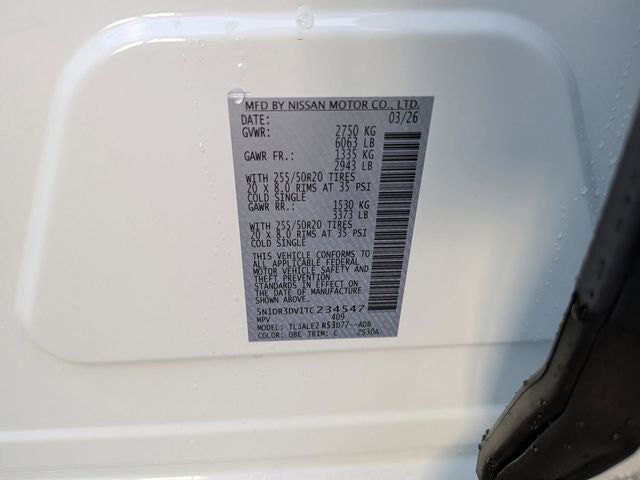 MFD BY NISSAN MOTOR CO., LTD.
DATE: 03/26
GVWR: 2750 KG
6063 LB
GAWR FR.: 1335 KG
2943 LB
WITH 255/50R20 TIRES
20 x 8.0 RIMS AT 35 PSI
COLD SINGLE
GAWR RR.: 1530 KG
3373 LB
WITH 255/50R20 TIRES
20 x 8.0 RIMS AT 35 PSI
COLD SINGLE
THIS VEHICLE CONFORMS TO
ALL APPLICABLE FEDERAL
MOTOR VEHICLE SAFETY AND
THEFT PREVENTION
STANDARDS IN EFFECT ON
THE DATE OF MANUFACTURE
SHOWN ABOVE.
5N1DR3DV1TC234547
MPV 409
MODEL: TLJALEZ R53D77--ADB
COLOR: QBE TRIM: C ZS30A